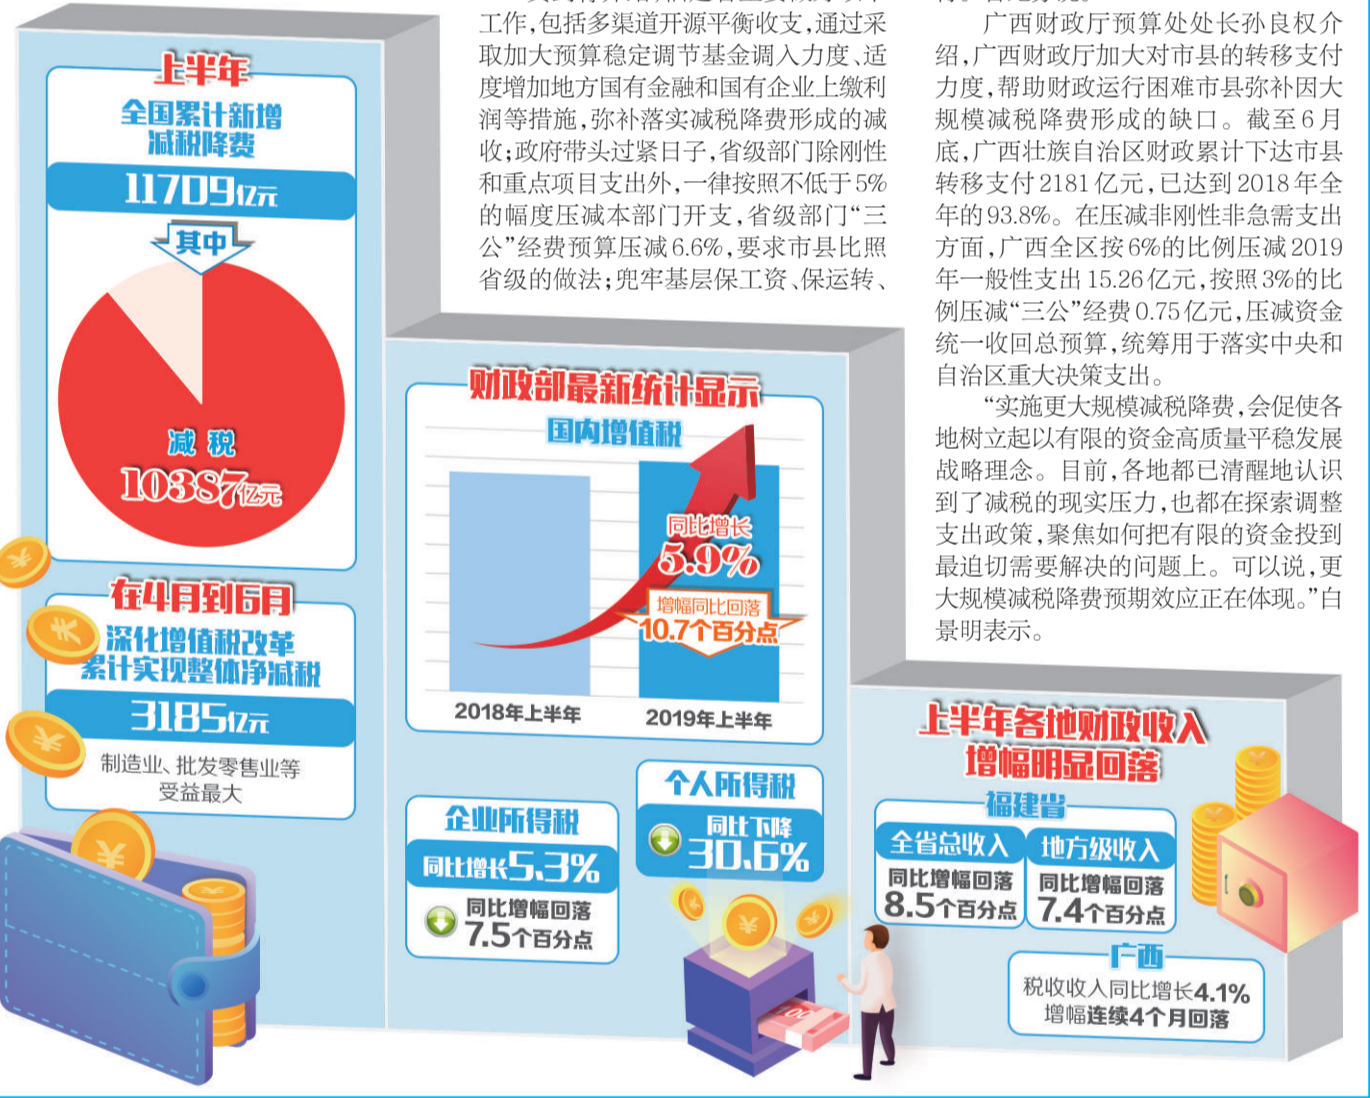 工作,包括多渠道开源平衡收支,通过采
取加大预算稳定调节基金调入力度、适
度增加地方国有金融和国有企业上缴利
润等措施,弥补落实减税降费形成的减
收;政府带头过紧日子,省级部门除刚性
和重点项目支出外,一律按照不低于5%
的幅度压减本部门开支,省级部门“三
公”经费预算压减6.6%,要求市县比照
省级的做法;兜牢基层保工资、保运转、
广西财政厅预算处处长孙良权介
绍,广西财政厅加大对市县的转移支付
力度,帮助财政运行困难市县弥补因大
规模减税降费形成的缺口。截至6月
底,广西壮族自治区财政累计下达市县
转移支付2181亿元,已达到2018年全
年的93.8%。在压减非刚性非急需支出
方面,广西全区按6%的比例压减2019
年一般性支出15.26亿元,按照3%的比
例压减“三公”经费0.75亿元,压减资金
统一收回总预算,统筹用于落实中央和
自治区重大决策支出。
“实施更大规模减税降费,会促使各
地树立起以有限的资金高质量平稳发展
战略理念。目前,各地都已清醒地认识
到了减税的现实压力,也都在探索调整
支出政策,聚焦如何把有限的资金投到
最迫切需要解决的问题上。可以说,更
大规模减税降费预期效应正在体现。”白
景明表示。
上半年
全国累计新增
减税降费
11709亿元
其中
减税
10387亿元
在4月到6月
深化增值税改革
累计实现整体净减税
3185亿元
制造业、批发零售业等
受益最大
财政部最新统计显示
国内增值税
同比增长
5.9%
增幅同比回落
10.7个百分点
2018年上半年
2019年上半年
企业所得税
同比增长5.3%
同比增幅回落
7.5个百分点
个人所得税
同比下降
30.6%
上半年各地财政收入
增幅明显回落
福建省
全省总收入
同比增幅回落
8.5个百分点
地方级收入
同比增幅回落
7.4个百分点
广西
税收收入同比增长4.1%
增幅连续4个月回落